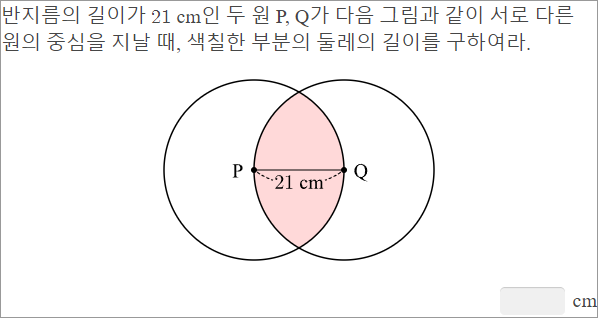 반지름의 길이가 21 cm인 두 원 P, Q가 다음 그림과 같이 서로 다른
원의 중심을 지날 때, 색칠한 부분의 둘레의 길이를 구하여라.
P Q
21 cm
cm